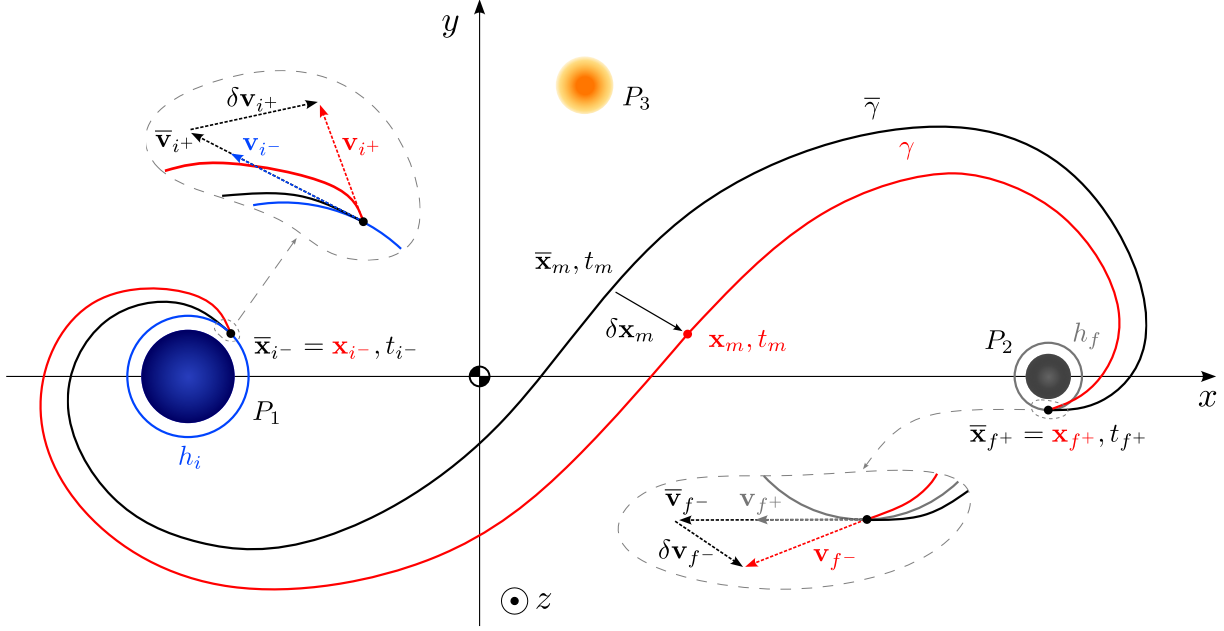 y
δv_{i+}
v̅_{i+}
v_{i-}
v_{i+}
P_3
γ̅
γ
x̅_m, t_m
δx_m
x_m, t_m
x̅_{i-} = x_{i-}, t_{i-}
P_1
h_i
P_2
h_f
x
x̅_{f+} = x_{f+}, t_{f+}
v̅_{f-}
v_{f+}
δv_{f-}
v_{f-}
z